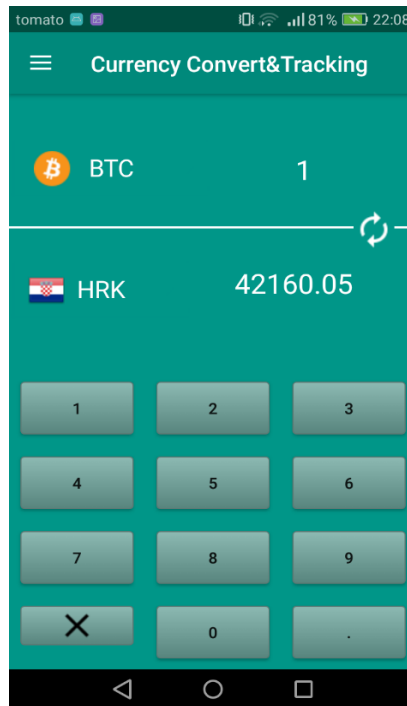 tomato 81% 22:08
Currency Convert&Tracking
BTC 1
HRK 42160.05
1 2 3
4 5 6
7 8 9
0 .